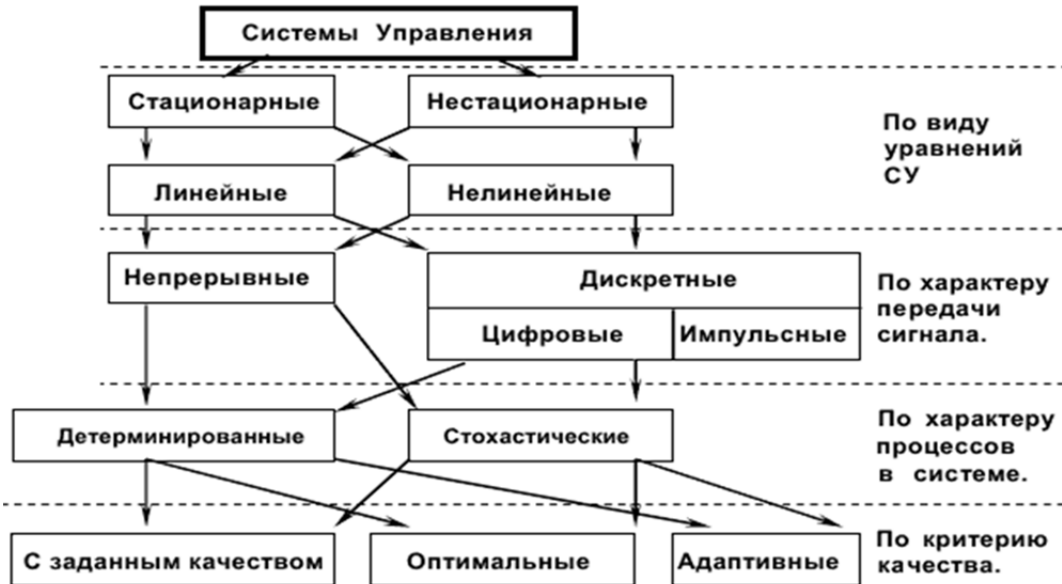 Системы Управления
Стационарные
Нестационарные
По виду
уравнений
СУ
Линейные
Нелинейные
Непрерывные
Дискретные
По характеру
передачи
сигнала.
Цифровые
Импульсные
Детерминированные
Стохастические
По характеру
процессов
в системе.
С заданным качеством
Оптимальные
Адаптивные
По критерию
качества.